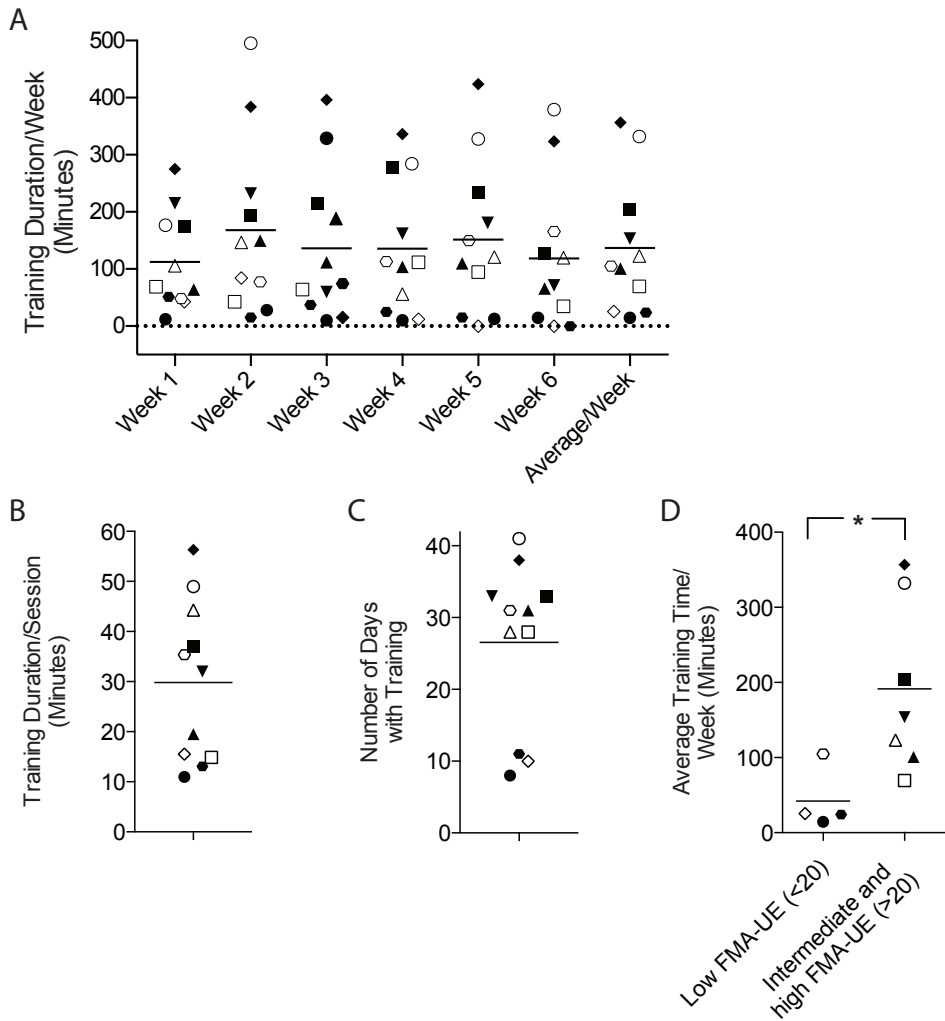 A
Training Duration/Week
(Minutes)
500
400
300
200
100
0
Week 1
Week 2
Week 3
Week 4
Week 5
Week 6
Average/Week
B
Training Duration/Session
(Minutes)
60
50
40
30
20
10
0
C
Number of Days
with Training
40
30
20
10
0
D
Average Training Time/
Week (Minutes)
400
300
200
100
0
*
Low FMA-UE (<20)
Intermediate and
high FMA-UE (>20)